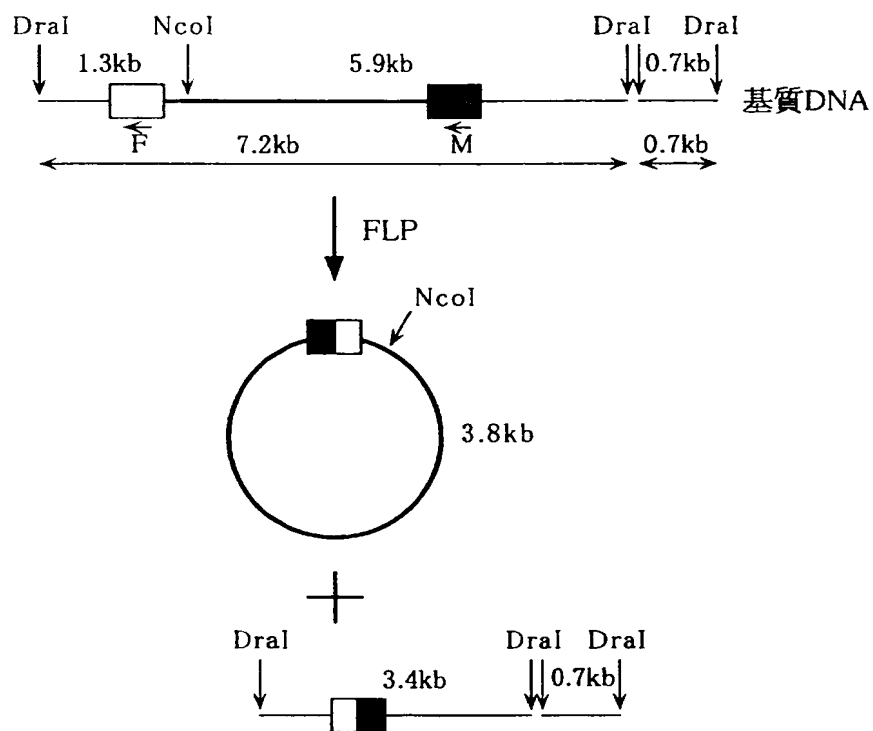 DraI NcoI DraI DraI
1.3kb 5.9kb 0.7kb
基質DNA
F M
7.2kb 0.7kb
FLP
NcoI
3.8kb
DraI DraI DraI
3.4kb 0.7kb